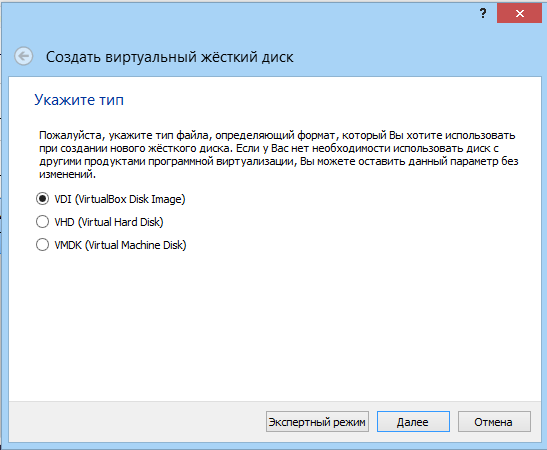 ?
Создать виртуальный жёсткий диск
Укажите тип
Пожалуйста, укажите тип файла, определяющий формат, который Вы хотите использовать
при создании нового жёсткого диска. Если у Вас нет необходимости использовать диск с
другими продуктами программной виртуализации, Вы можете оставить данный параметр без
изменений.
VDI (VirtualBox Disk Image)
VHD (Virtual Hard Disk)
VMDK (Virtual Machine Disk)
Экспертный режим Далее Отмена